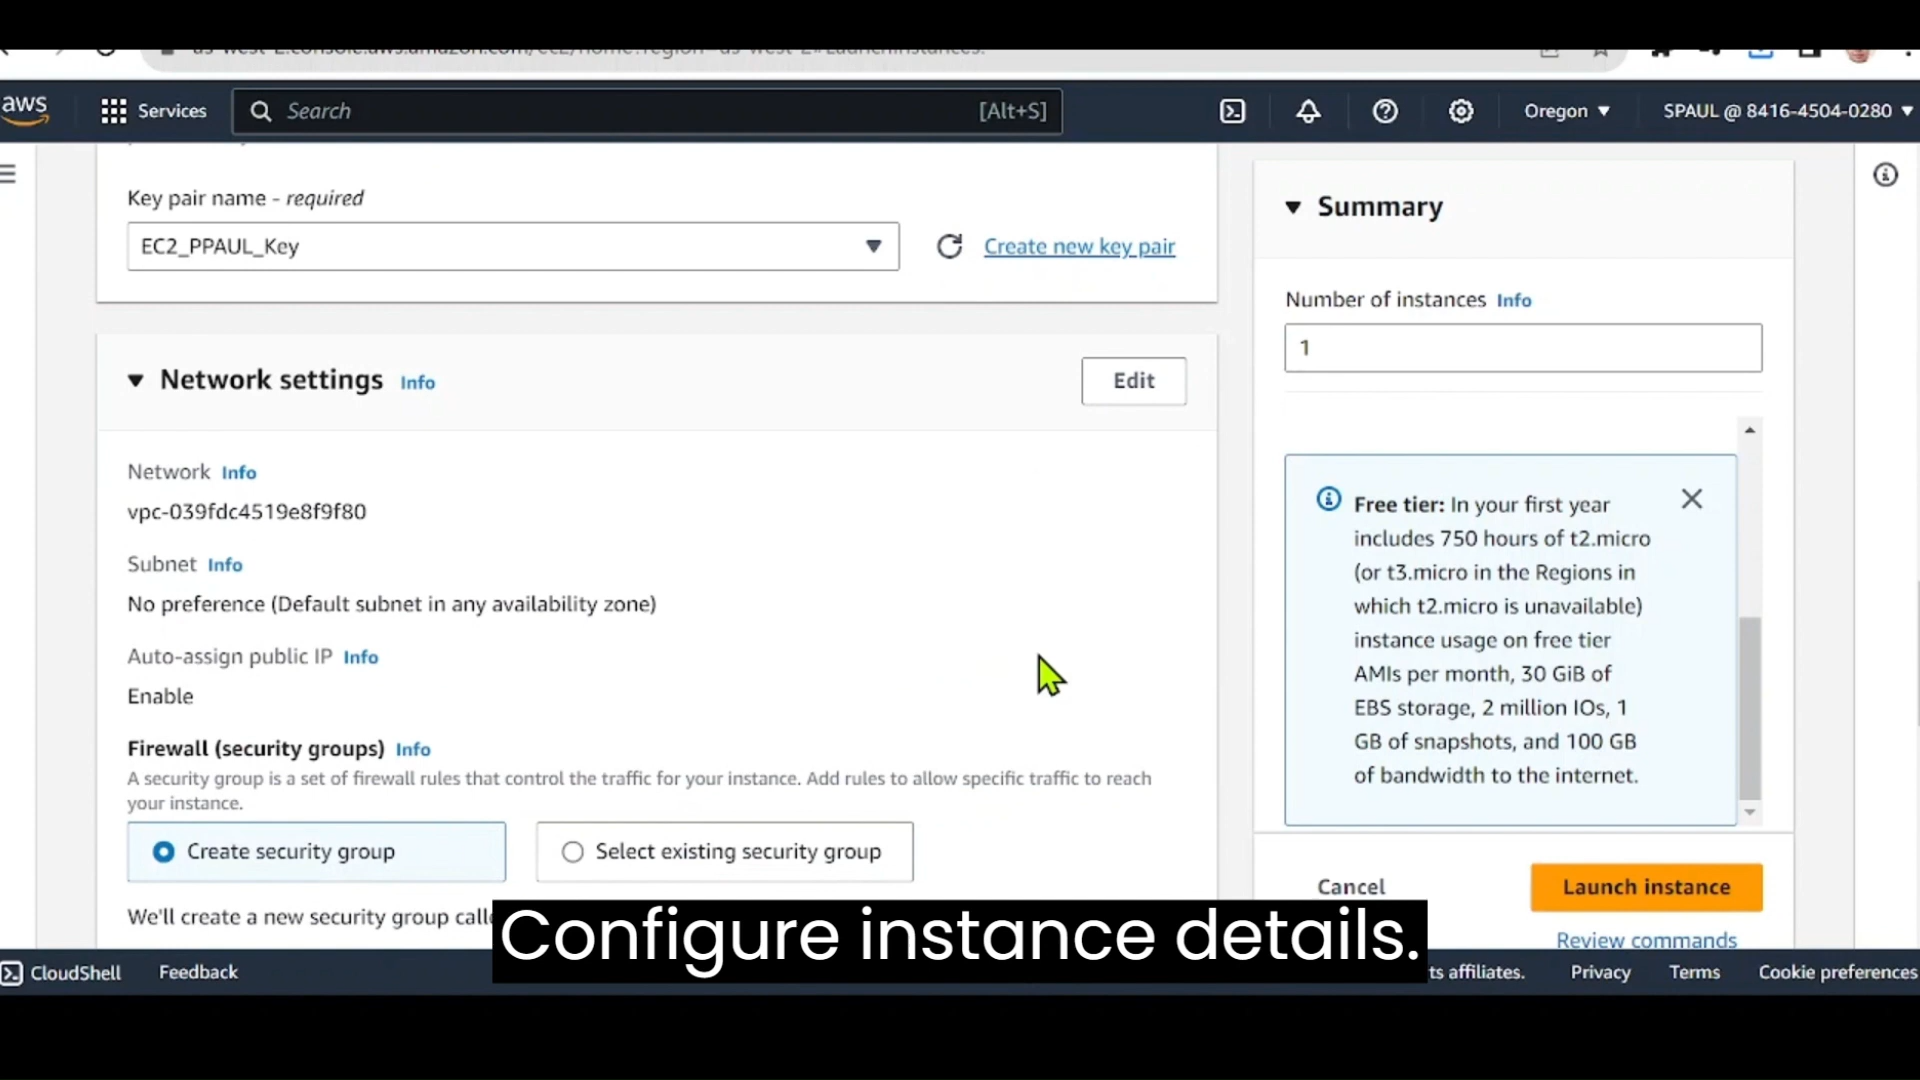 aws
Services
Search
[Alt+S]
Oregon
SPAUL @ 8416-4504-0280
Key pair name - required
EC2_PPAUL_Key
Create new key pair
Network settings Info
Edit
Network Info
vpc-039fdc4519e8f9f80
Subnet Info
No preference (Default subnet in any availability zone)
Auto-assign public IP Info
Enable
Firewall (security groups) Info
A security group is a set of firewall rules that control the traffic for your instance. Add rules to allow specific traffic to reach
your instance.
Create security group
Select existing security group
We'll create a new security group
Summary
Number of instances Info
1
Free tier: In your first year
includes 750 hours of t2.micro
(or t3.micro in the Regions in
which t2.micro is unavailable)
instance usage on free tier
AMIs per month, 30 GiB of
EBS storage, 2 million IOs, 1
GB of snapshots, and 100 GB
of bandwidth to the internet.
Cancel
Launch instance
Review commands
Configure instance details.
CloudShell
Feedback
ts affiliates.
Privacy
Terms
Cookie preferences